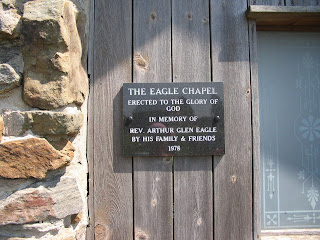 THE EAGLE CHAPEL
ERECTED TO THE GLORY OF
GOD
IN MEMORY OF
REV. ARTHUR GLEN EAGLE
BY HIS FAMILY & FRIENDS
1978